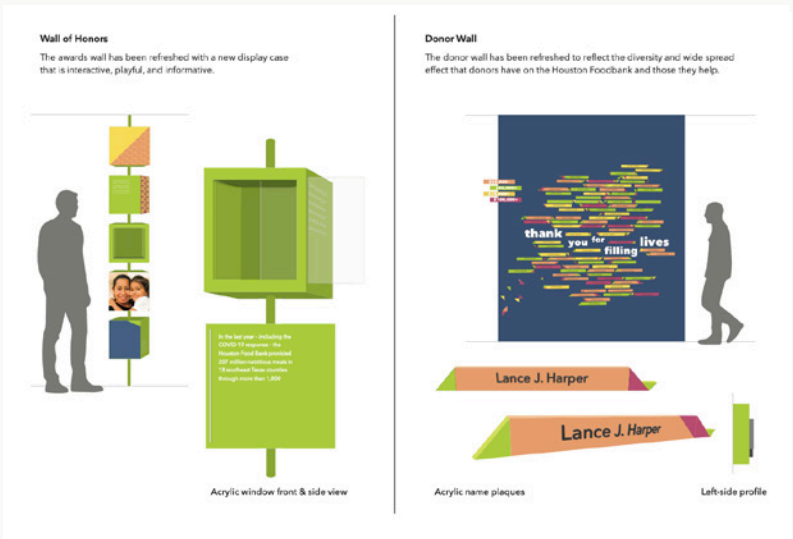 Wall of Honors
The awards wall has been refreshed with a new display case
that is interactive, playful, and informative.
In the last year - including the
COVID-19 response - the
Houston Food Bank provided
207 million nutritious meals in
18 southeast Texas counties
through more than 1,600
Acrylic window front & side view
Donor Wall
The donor wall has been refreshed to reflect the diversity and wide spread
effect that donors have on the Houston Foodbank and those they help.
thank you for filling lives
Lance J. Harper
Lance J. Harper
Acrylic name plaques
Left-side profile